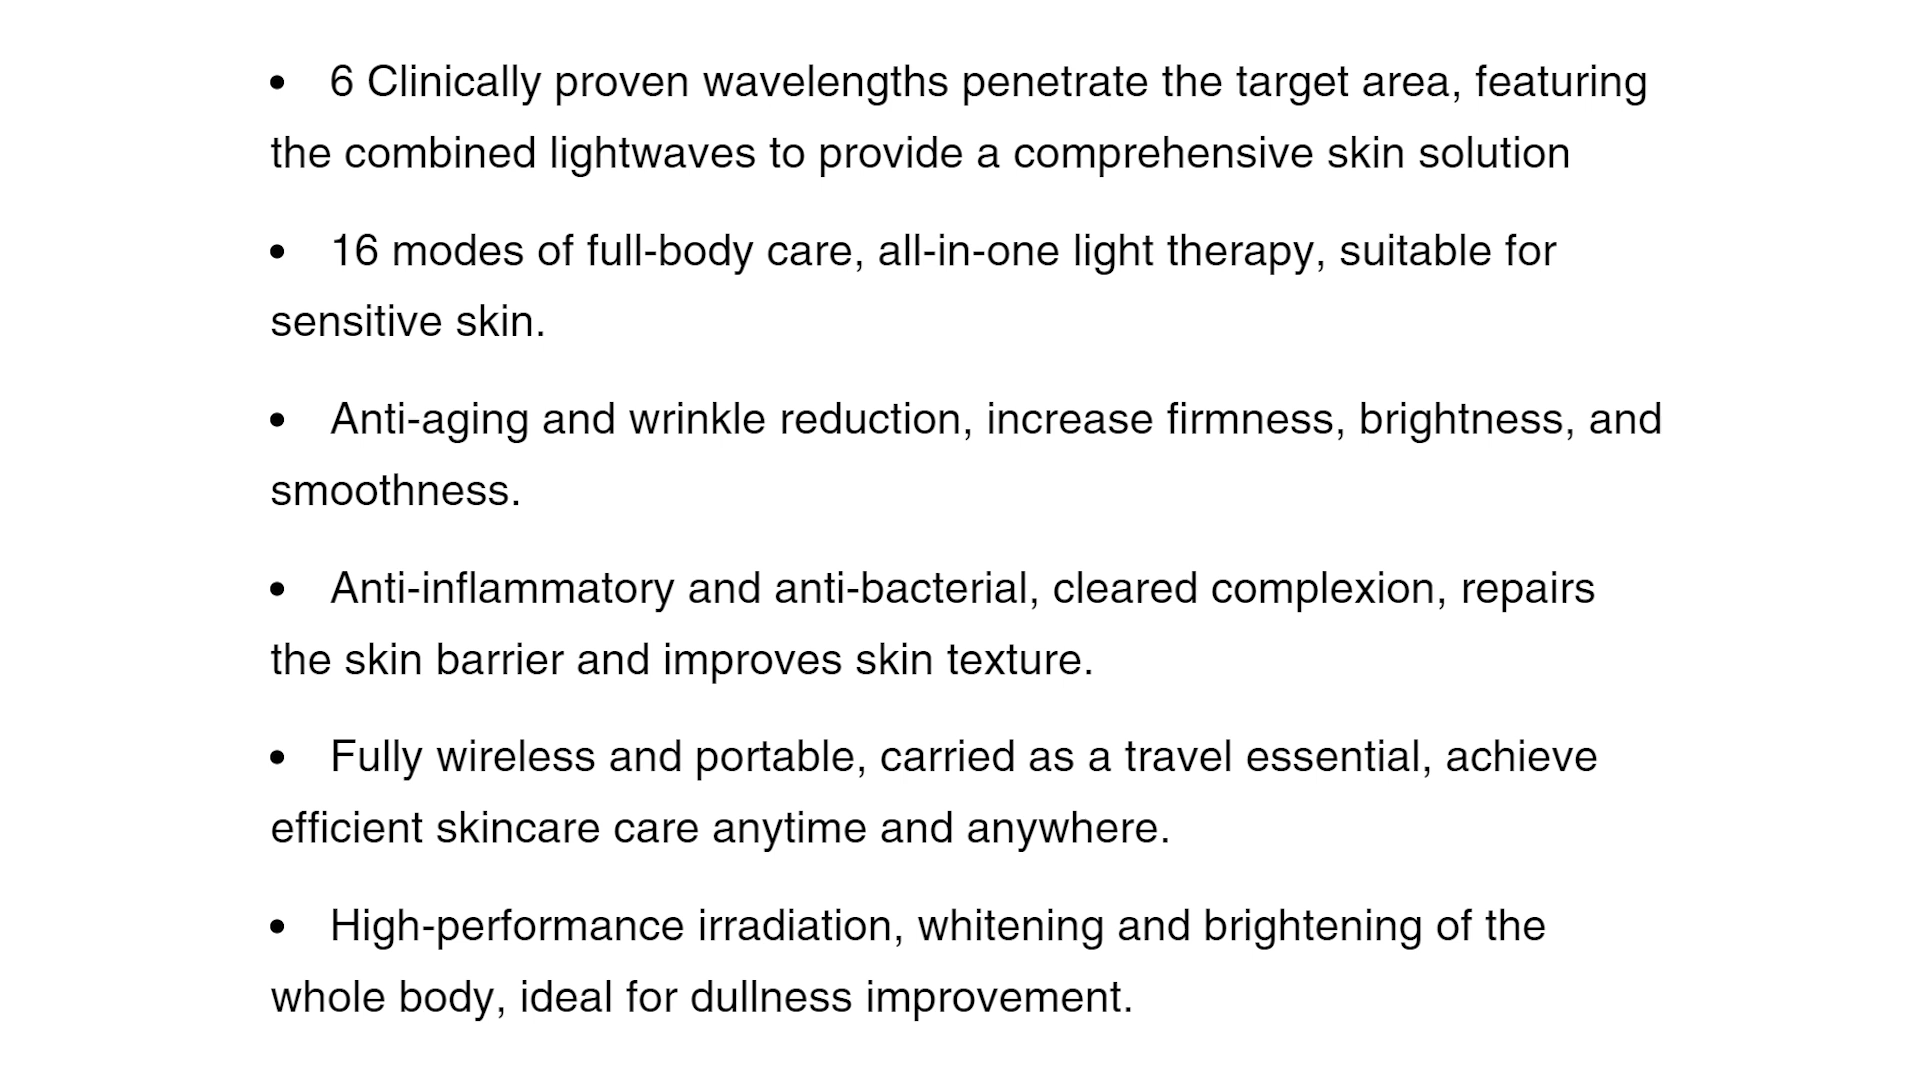 • 6 Clinically proven wavelengths penetrate the target area, featuring
the combined lightwaves to provide a comprehensive skin solution
• 16 modes of full-body care, all-in-one light therapy, suitable for
sensitive skin.
• Anti-aging and wrinkle reduction, increase firmness, brightness, and
smoothness.
• Anti-inflammatory and anti-bacterial, cleared complexion, repairs
the skin barrier and improves skin texture.
• Fully wireless and portable, carried as a travel essential, achieve
efficient skincare care anytime and anywhere.
• High-performance irradiation, whitening and brightening of the
whole body, ideal for dullness improvement.